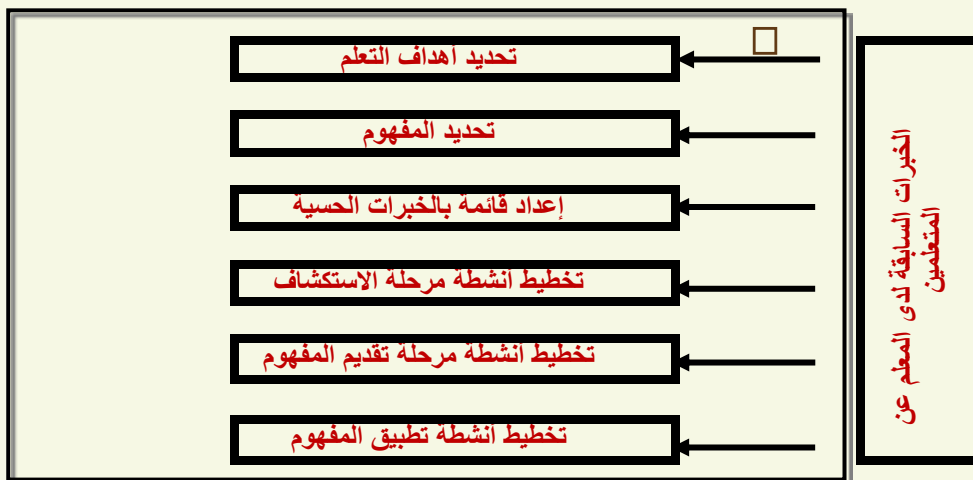 تحديد أهداف التعلم
تحديد المفهوم
إعداد قائمة بالخبرات الحسية
تخطيط أنشطة مرحلة الاستكشاف
تخطيط أنشطة مرحلة تقديم المفهوم
تخطيط أنشطة تطبيق المفهوم
الخبرات السابقة لدى المعلم عن
المتعلمين